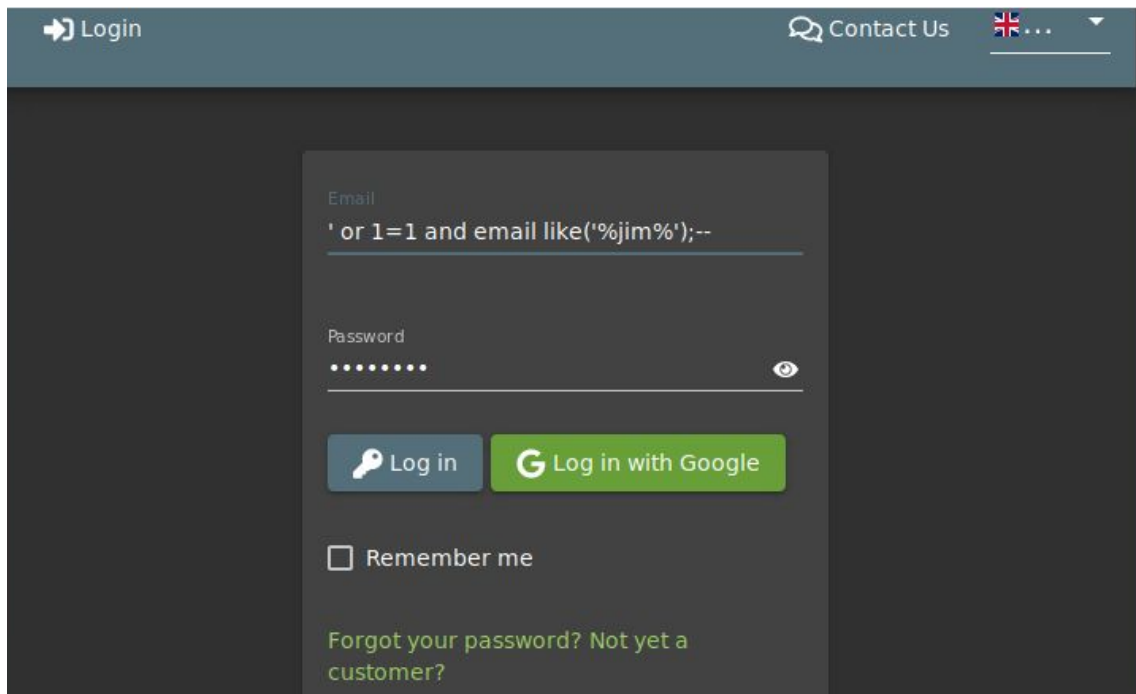 Login Contact Us ...
Email
' or 1=1 and email like('%jim%');--
Password
••••••••
Log in Log in with Google
Remember me
Forgot your password? Not yet a
customer?